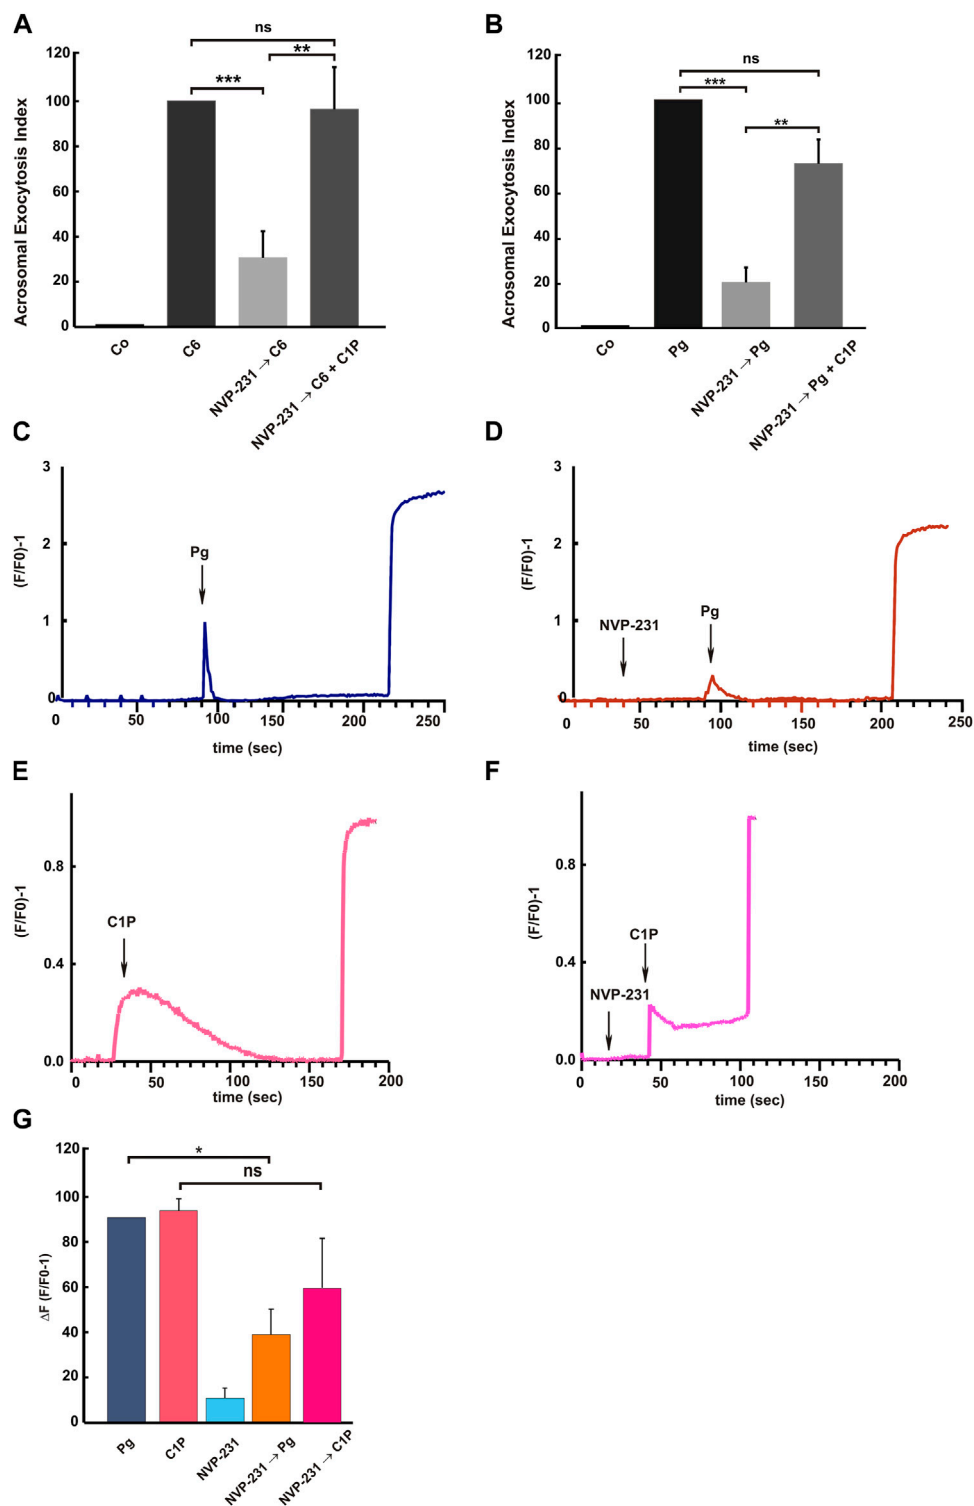 A
ns
**
***
Acrosomal Exocytosis Index
120
100
80
60
40
20
0
Co
C6
NVP-231 → C6
NVP-231 → C6 + C1P
B
ns
***
**
Acrosomal Exocytosis Index
120
100
80
60
40
20
0
Co
Pg
NVP-231 → Pg
NVP-231 → Pg + C1P
C
(F/F0)-1
3
2
1
0
Pg
0 50 100 150 200 250
time (sec)
D
(F/F0)-1
3
2
1
0
NVP-231
Pg
0 50 100 150 200 250
time (sec)
E
(F/F0)-1
0.8
0.4
0.0
C1P
0 50 100 150 200
time (sec)
F
(F/F0)-1
0.8
0.4
0.0
C1P
NVP-231
0 50 100 150 200
time (sec)
G
*
ns
ΔF (F/F0-1)
120
100
80
60
40
20
0
Pg
C1P
NVP-231
NVP-231 → Pg
NVP-231 → C1P